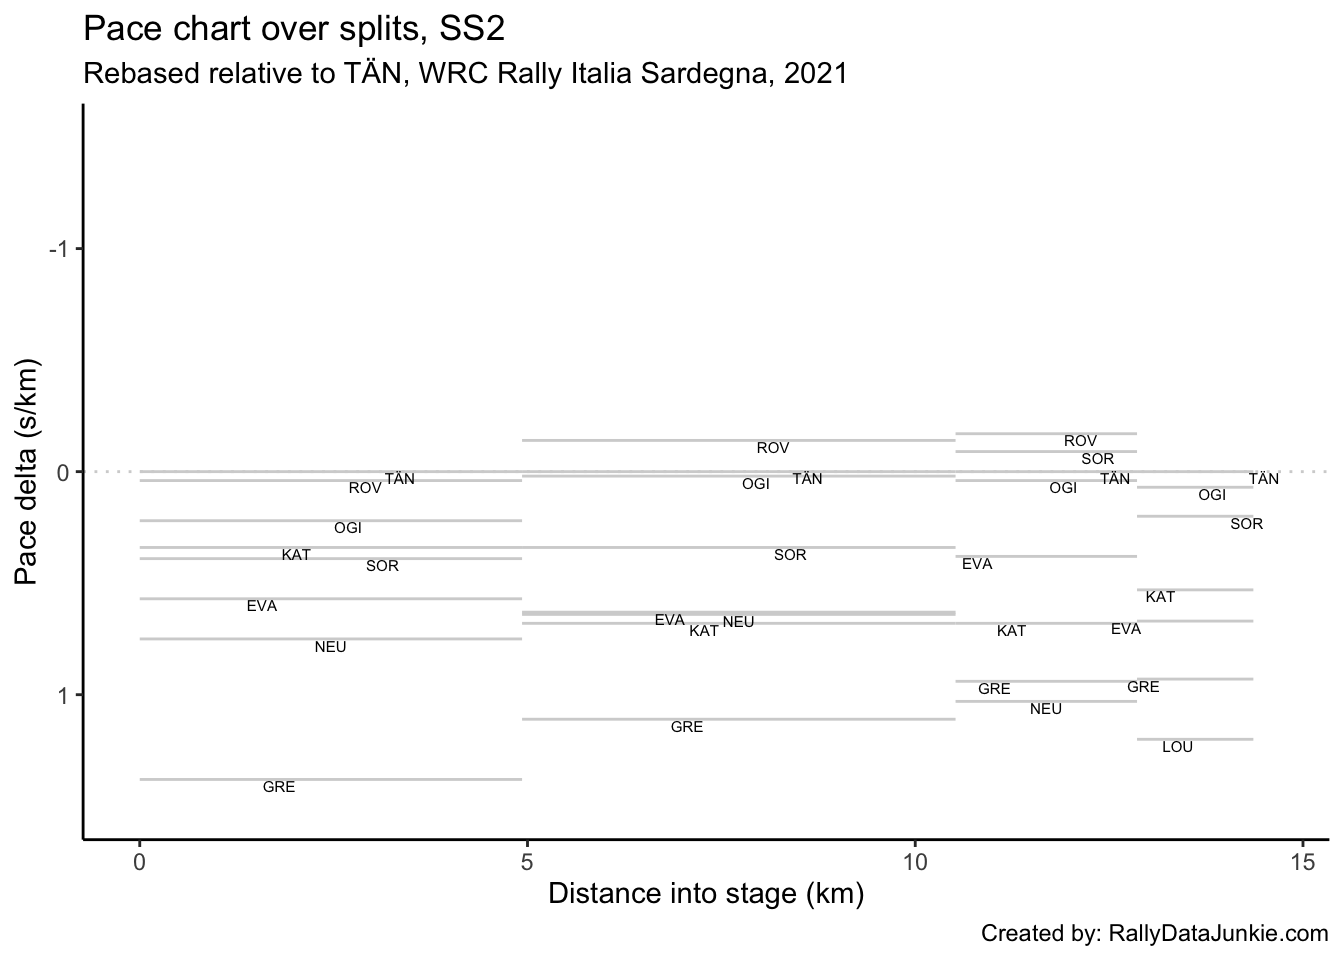 Pace chart over splits, SS2
Rebased relative to TÄN, WRC Rally Italia Sardegna, 2021
Pace delta (s/km)
-1
0
1
ROV
ROV
SOR
TÄN
TÄN
TÄN
TÄN
ROV
OGI
OGI
OGI
OGI
SOR
KAT
SOR
SOR
EVA
KAT
EVA
EVA
NEU
KAT
KAT
EVA
NEU
GRE
GRE
NEU
GRE
LOU
GRE
0
5
10
15
Distance into stage (km)
Created by: RallyDataJunkie.com